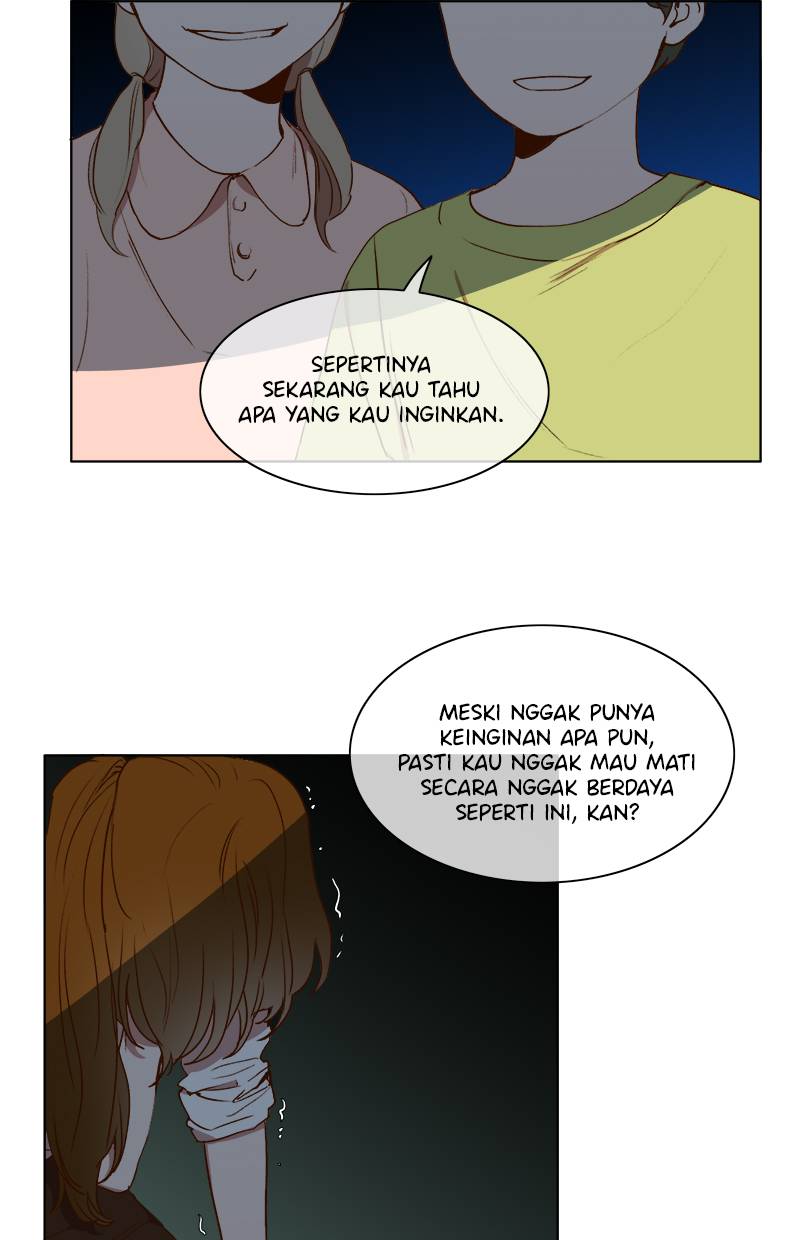 SEPERTINYA
SEKARANG KAU TAHU
APA YANG KAU INGINKAN.
MESKI NGGAK PUNYA
KEINGINAN APA PUN,
PASTI KAU NGGAK MAU MATI
SECARA NGGAK BERDAYA
SEPERTI INI, KAN?